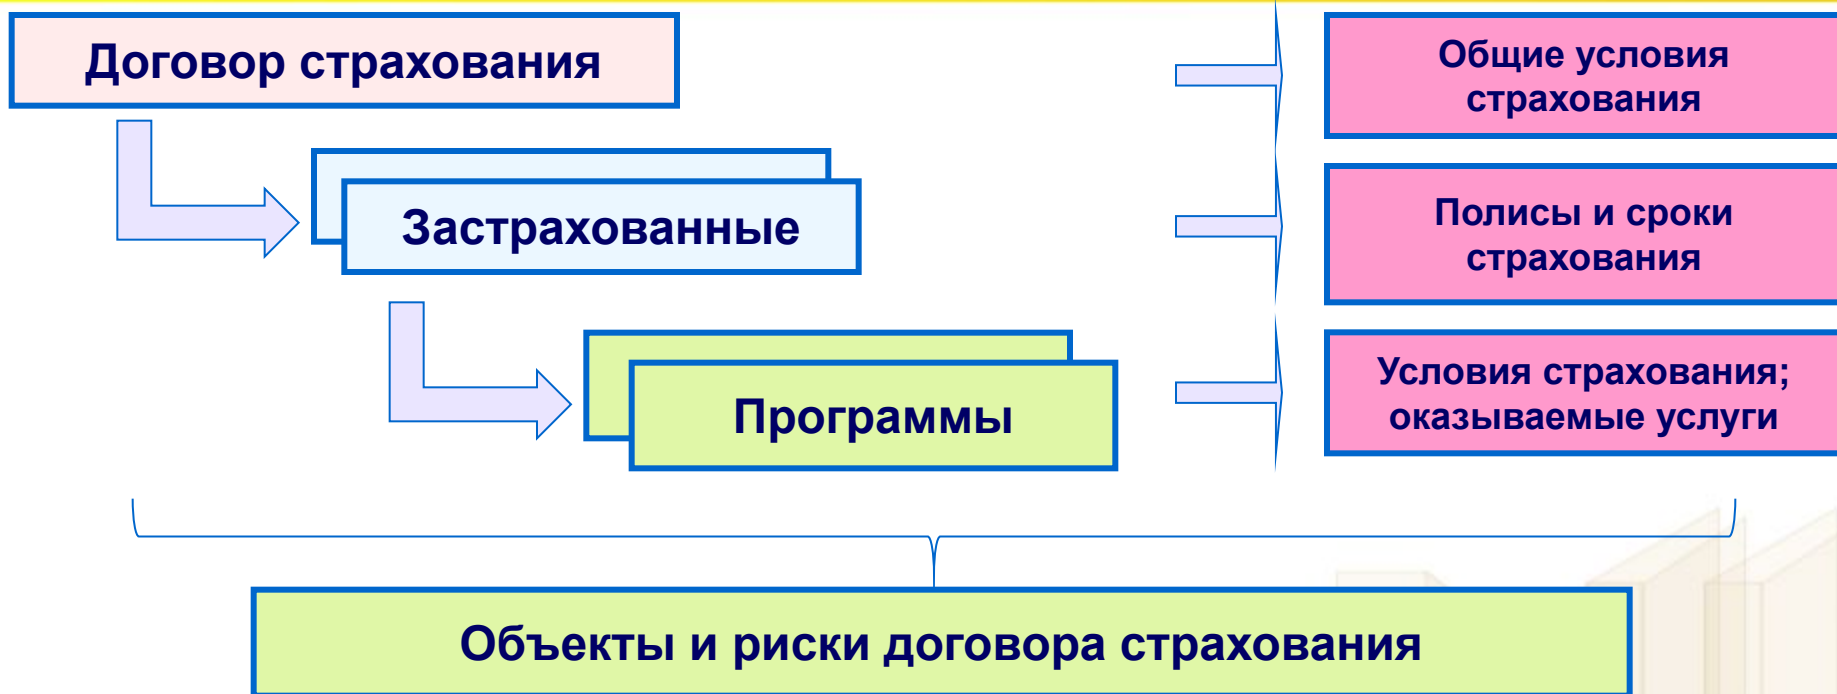 Договор страхования
Общие условия
страхования
Застрахованные
Полисы и сроки
страхования
Программы
Условия страхования;
оказываемые услуги
Объекты и риски договора страхования